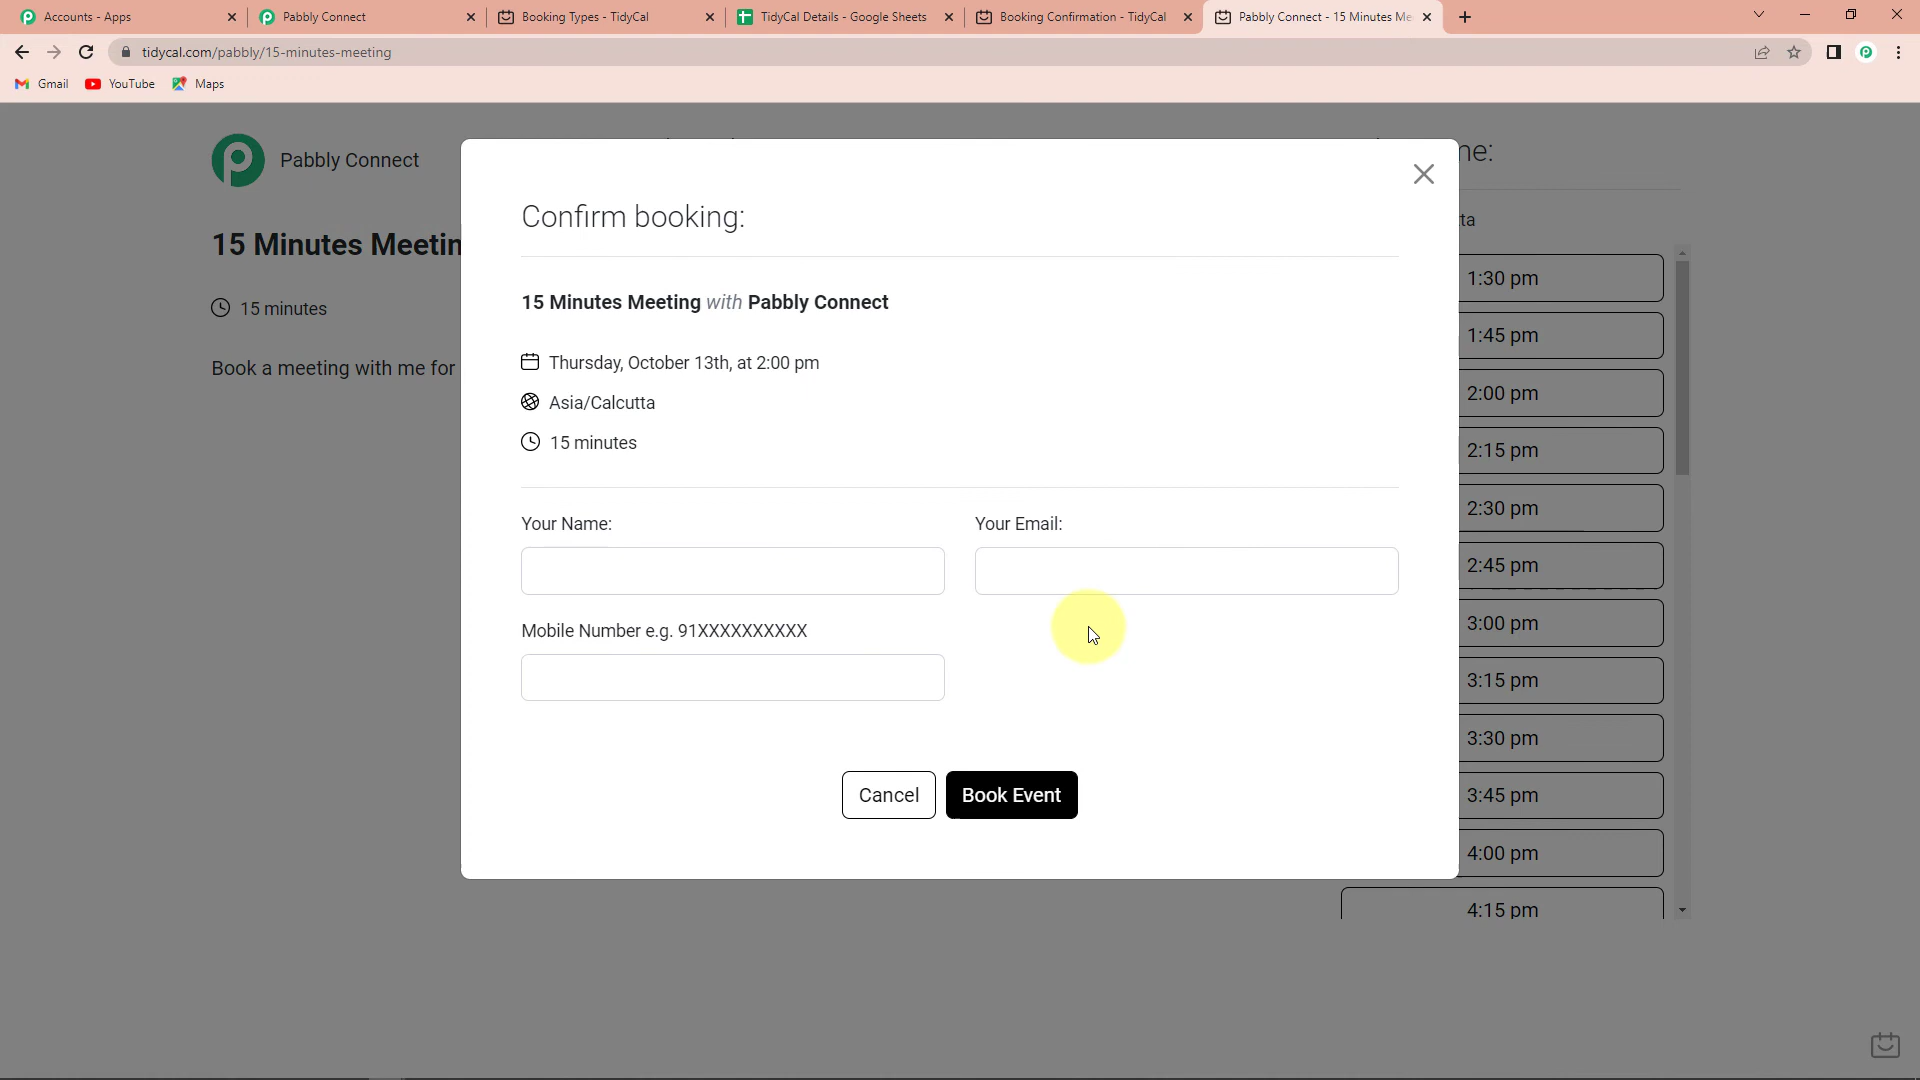 Accounts - Apps
Pabbly Connect
Booking Types - TidyCal
TidyCal Details - Google Sheets
Booking Confirmation - TidyCal
Pabbly Connect - 15 Minutes Me
tidycal.com/pabbly/15-minutes-meeting
Gmail
YouTube
Maps
Pabbly Connect
15 Minutes Meetin
15 minutes
Book a meeting with me for
Confirm booking:
15 Minutes Meeting with Pabbly Connect
Thursday, October 13th, at 2:00 pm
Asia/Calcutta
15 minutes
Your Name:
Your Email:
Mobile Number e.g. 91XXXXXXXXXX
Cancel
Book Event
ne:
ta
1:30 pm
1:45 pm
2:00 pm
2:15 pm
2:30 pm
2:45 pm
3:00 pm
3:15 pm
3:30 pm
3:45 pm
4:00 pm
4:15 pm